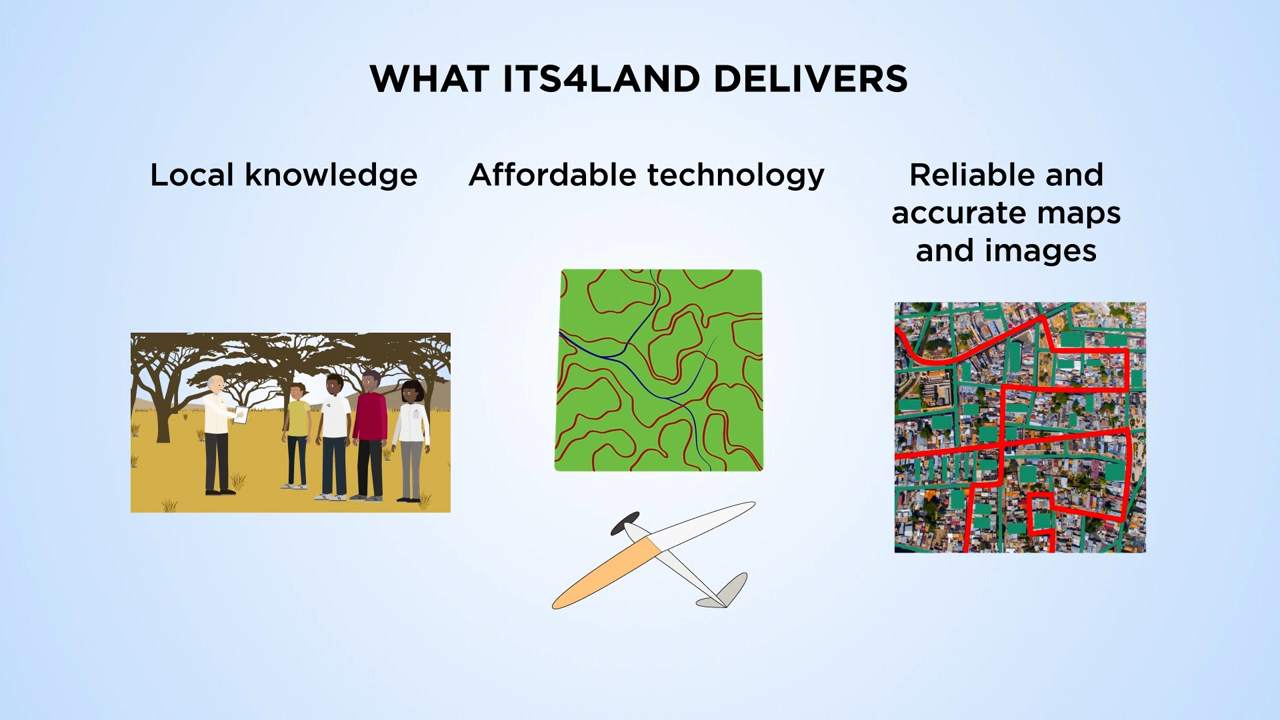 WHAT ITS4LAND DELIVERS
Local knowledge
Affordable technology
Reliable and
accurate maps
and images